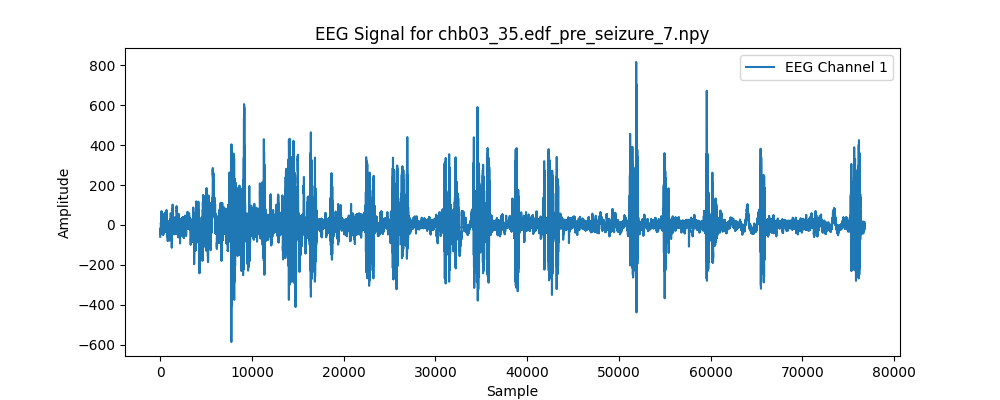 EEG Signal for chb03_35.edf_pre_seizure_7.npy
EEG Channel 1
Amplitude
800
600
400
200
0
−200
−400
−600
0 10000 20000 30000 40000 50000 60000 70000 80000
Sample